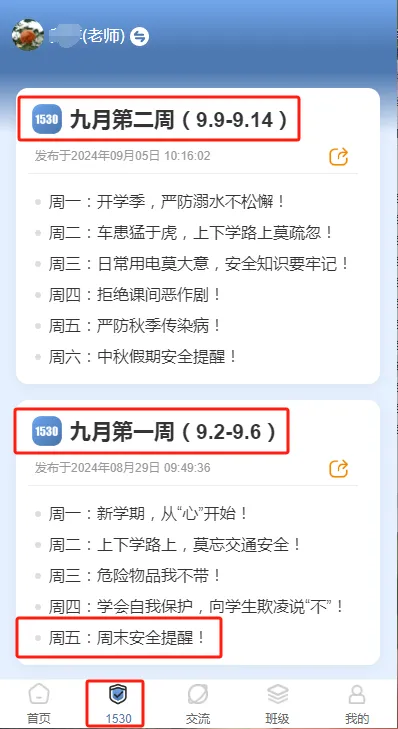 (老师)
1530 九月第二周（9.9-9.14）
发布于2024年09月05日 10:16:02
周一：开学季，严防溺水不松懈！
周二：车患猛于虎，上下学路上莫疏忽！
周三：日常用电莫大意，安全知识要牢记！
周四：拒绝课间恶作剧！
周五：严防秋季传染病！
周六：中秋假期安全提醒！
1530 九月第一周（9.2-9.6）
发布于2024年08月29日 09:49:36
周一：新学期，从“心”开始！
周二：上下学路上，莫忘交通安全！
周三：危险物品我不带！
周四：学会自我保护，向学生欺凌说“不”！
周五：周末安全提醒！
首页 1530 交流 班级 我的